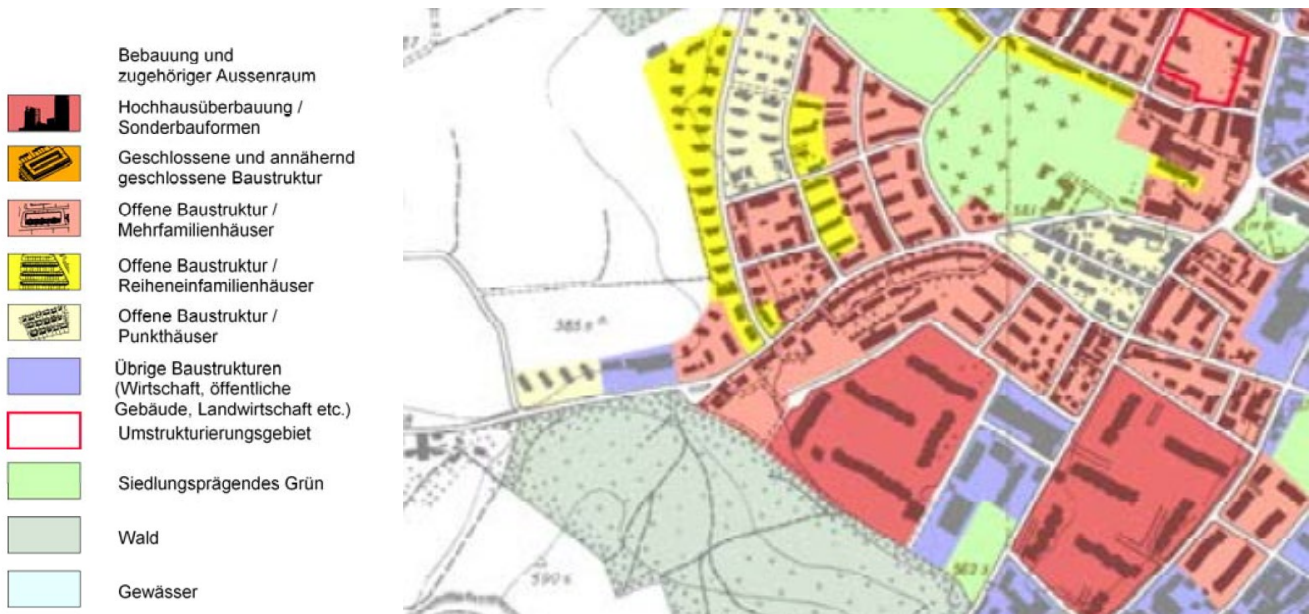 Bebauung und
zugehöriger Aussenraum
Hochhausüberbauung /
Sonderbauformen
Geschlossene und annähernd
geschlossene Baustruktur
Offene Baustruktur /
Mehrfamilienhäuser
Offene Baustruktur /
Reiheneinfamilienhäuser
Offene Baustruktur /
Punkthäuser
Übrige Baustrukturen
(Wirtschaft, öffentliche
Gebäude, Landwirtschaft etc.)
Umstrukturierungsgebiet
Siedlungsprägendes Grün
Wald
Gewässer